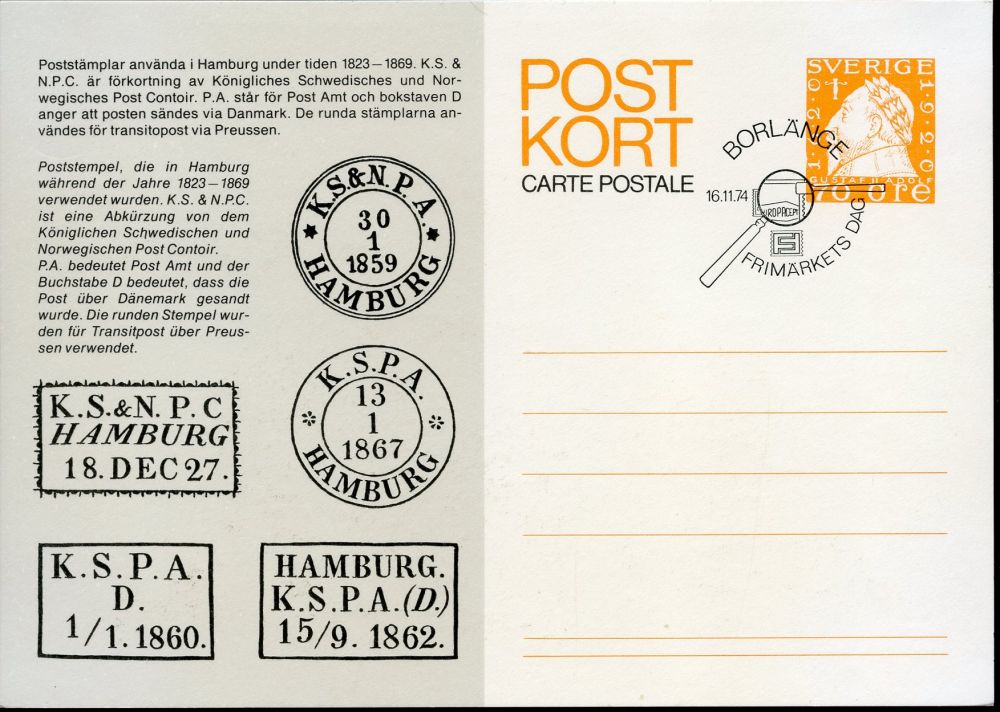 Poststämplar använda i Hamburg under tiden 1823–1869. K.S. &
N.P.C. är förkortning av Königliches Schwedisches und Nor-
wegisches Post Contoir. P.A. står för Post Amt och bokstaven D
anger att posten sändes via Danmark. De runda stämplarna an-
vändes för transitopost via Preussen.
Poststempel, die in Hamburg
während der Jahre 1823–1869
verwendet wurden. K.S. & N.P.C.
ist eine Abkürzung von dem
Königlichen Schwedischen und
Norwegischen Post Contoir.
P.A. bedeutet Post Amt und der
Buchstabe D bedeutet, dass die
Post über Dänemark gesandt
wurde. Die runden Stempel wur-
den für Transitpost über Preus-
sen verwendet.
K.S.&N.P.A.
30
1
1859
HAMBURG
K.S.P.A.
13
1
1867
HAMBURG
K.S.&N.P.C
HAMBURG
18.DEC 27.
K.S.P.A.
D.
1/1.1860.
HAMBURG.
K.S.P.A.(D.)
15/9. 1862.
POST
KORT
CARTE POSTALE
SVERIGE
1920
GUSTAF II ADOLF
70 öre
BORLÄNGE
16.11.74
FRIMÄRKETS DAG